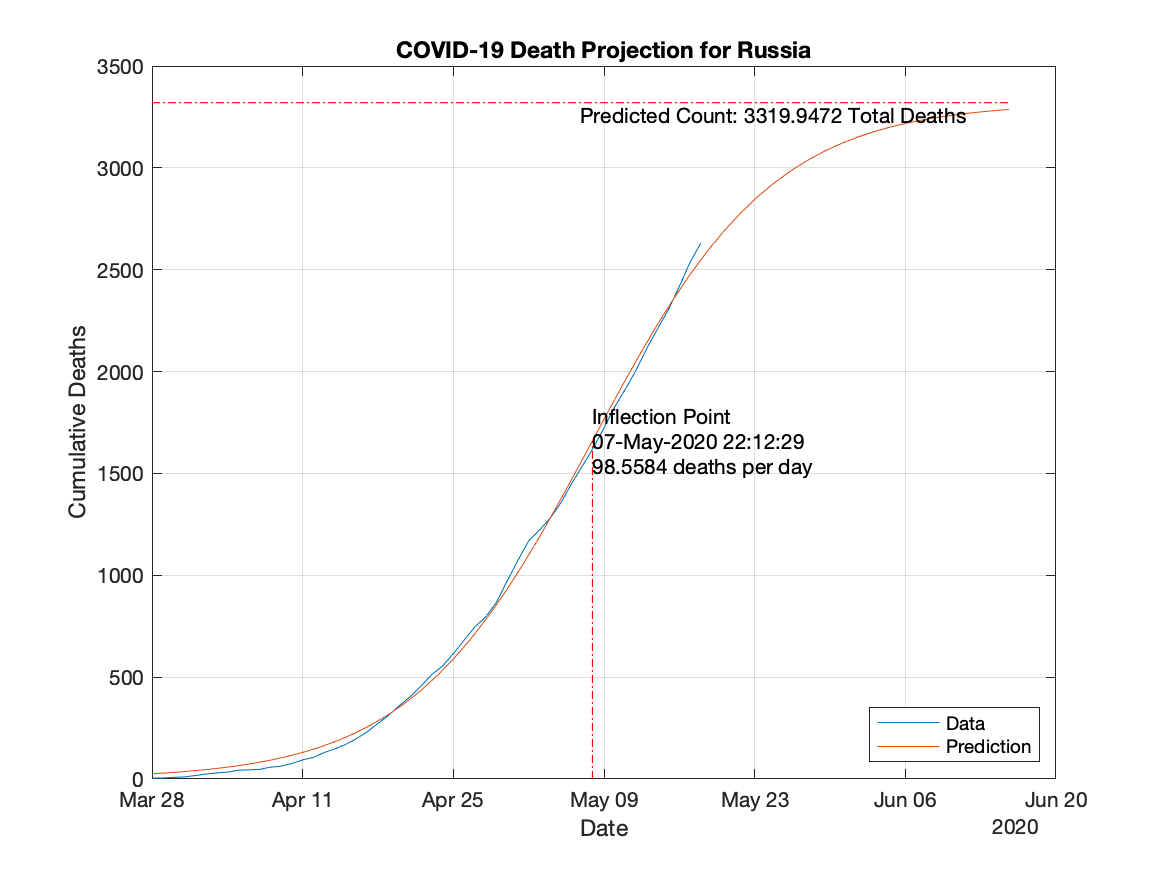 COVID-19 Death Projection for Russia
3500
3000
2500
2000
1500
1000
500
0
Cumulative Deaths
Predicted Count: 3319.9472 Total Deaths
Inflection Point
07-May-2020 22:12:29
98.5584 deaths per day
Data
Prediction
Mar 28
Apr 11
Apr 25
May 09
May 23
Jun 06
Jun 20
Date
2020